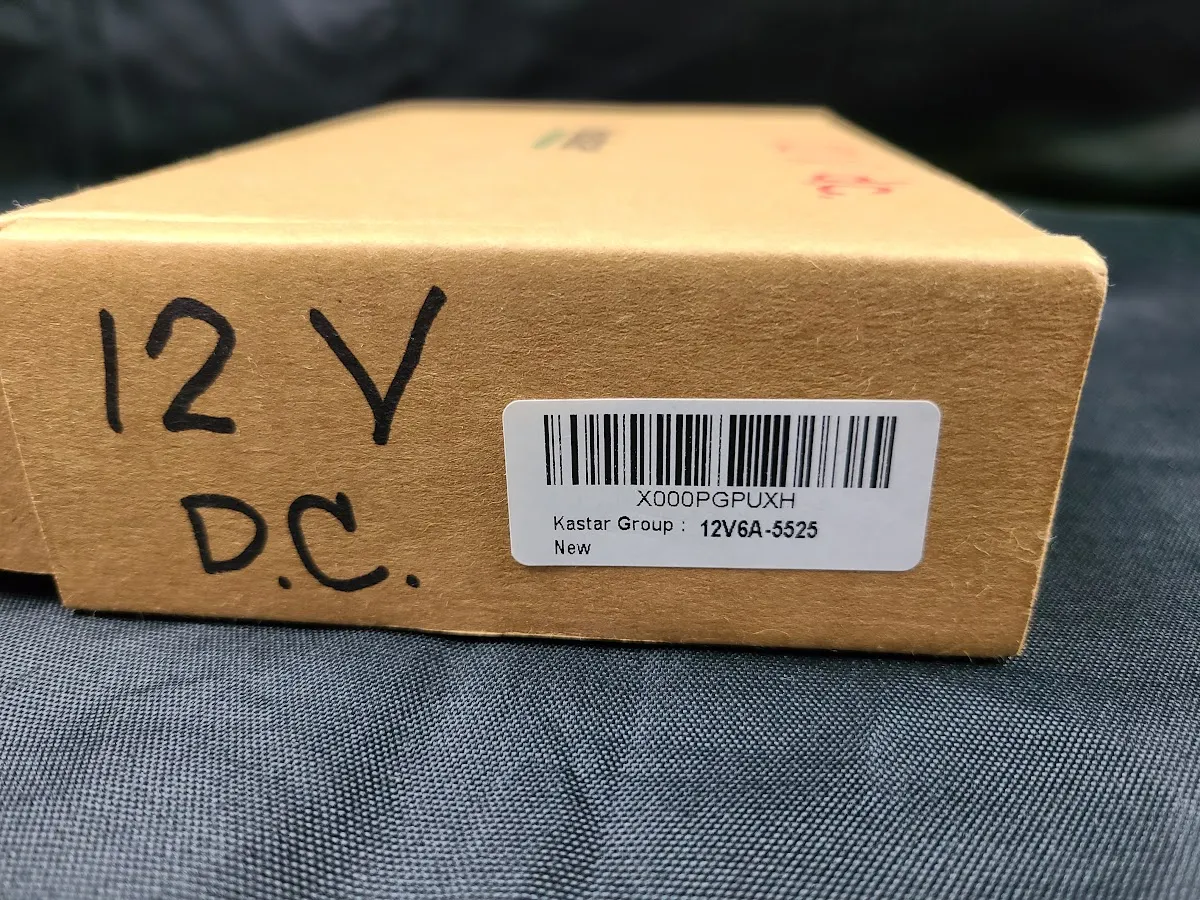 12 V
D.C.
X000PGPUXH
Kastar Group : 12V6A-5525
New